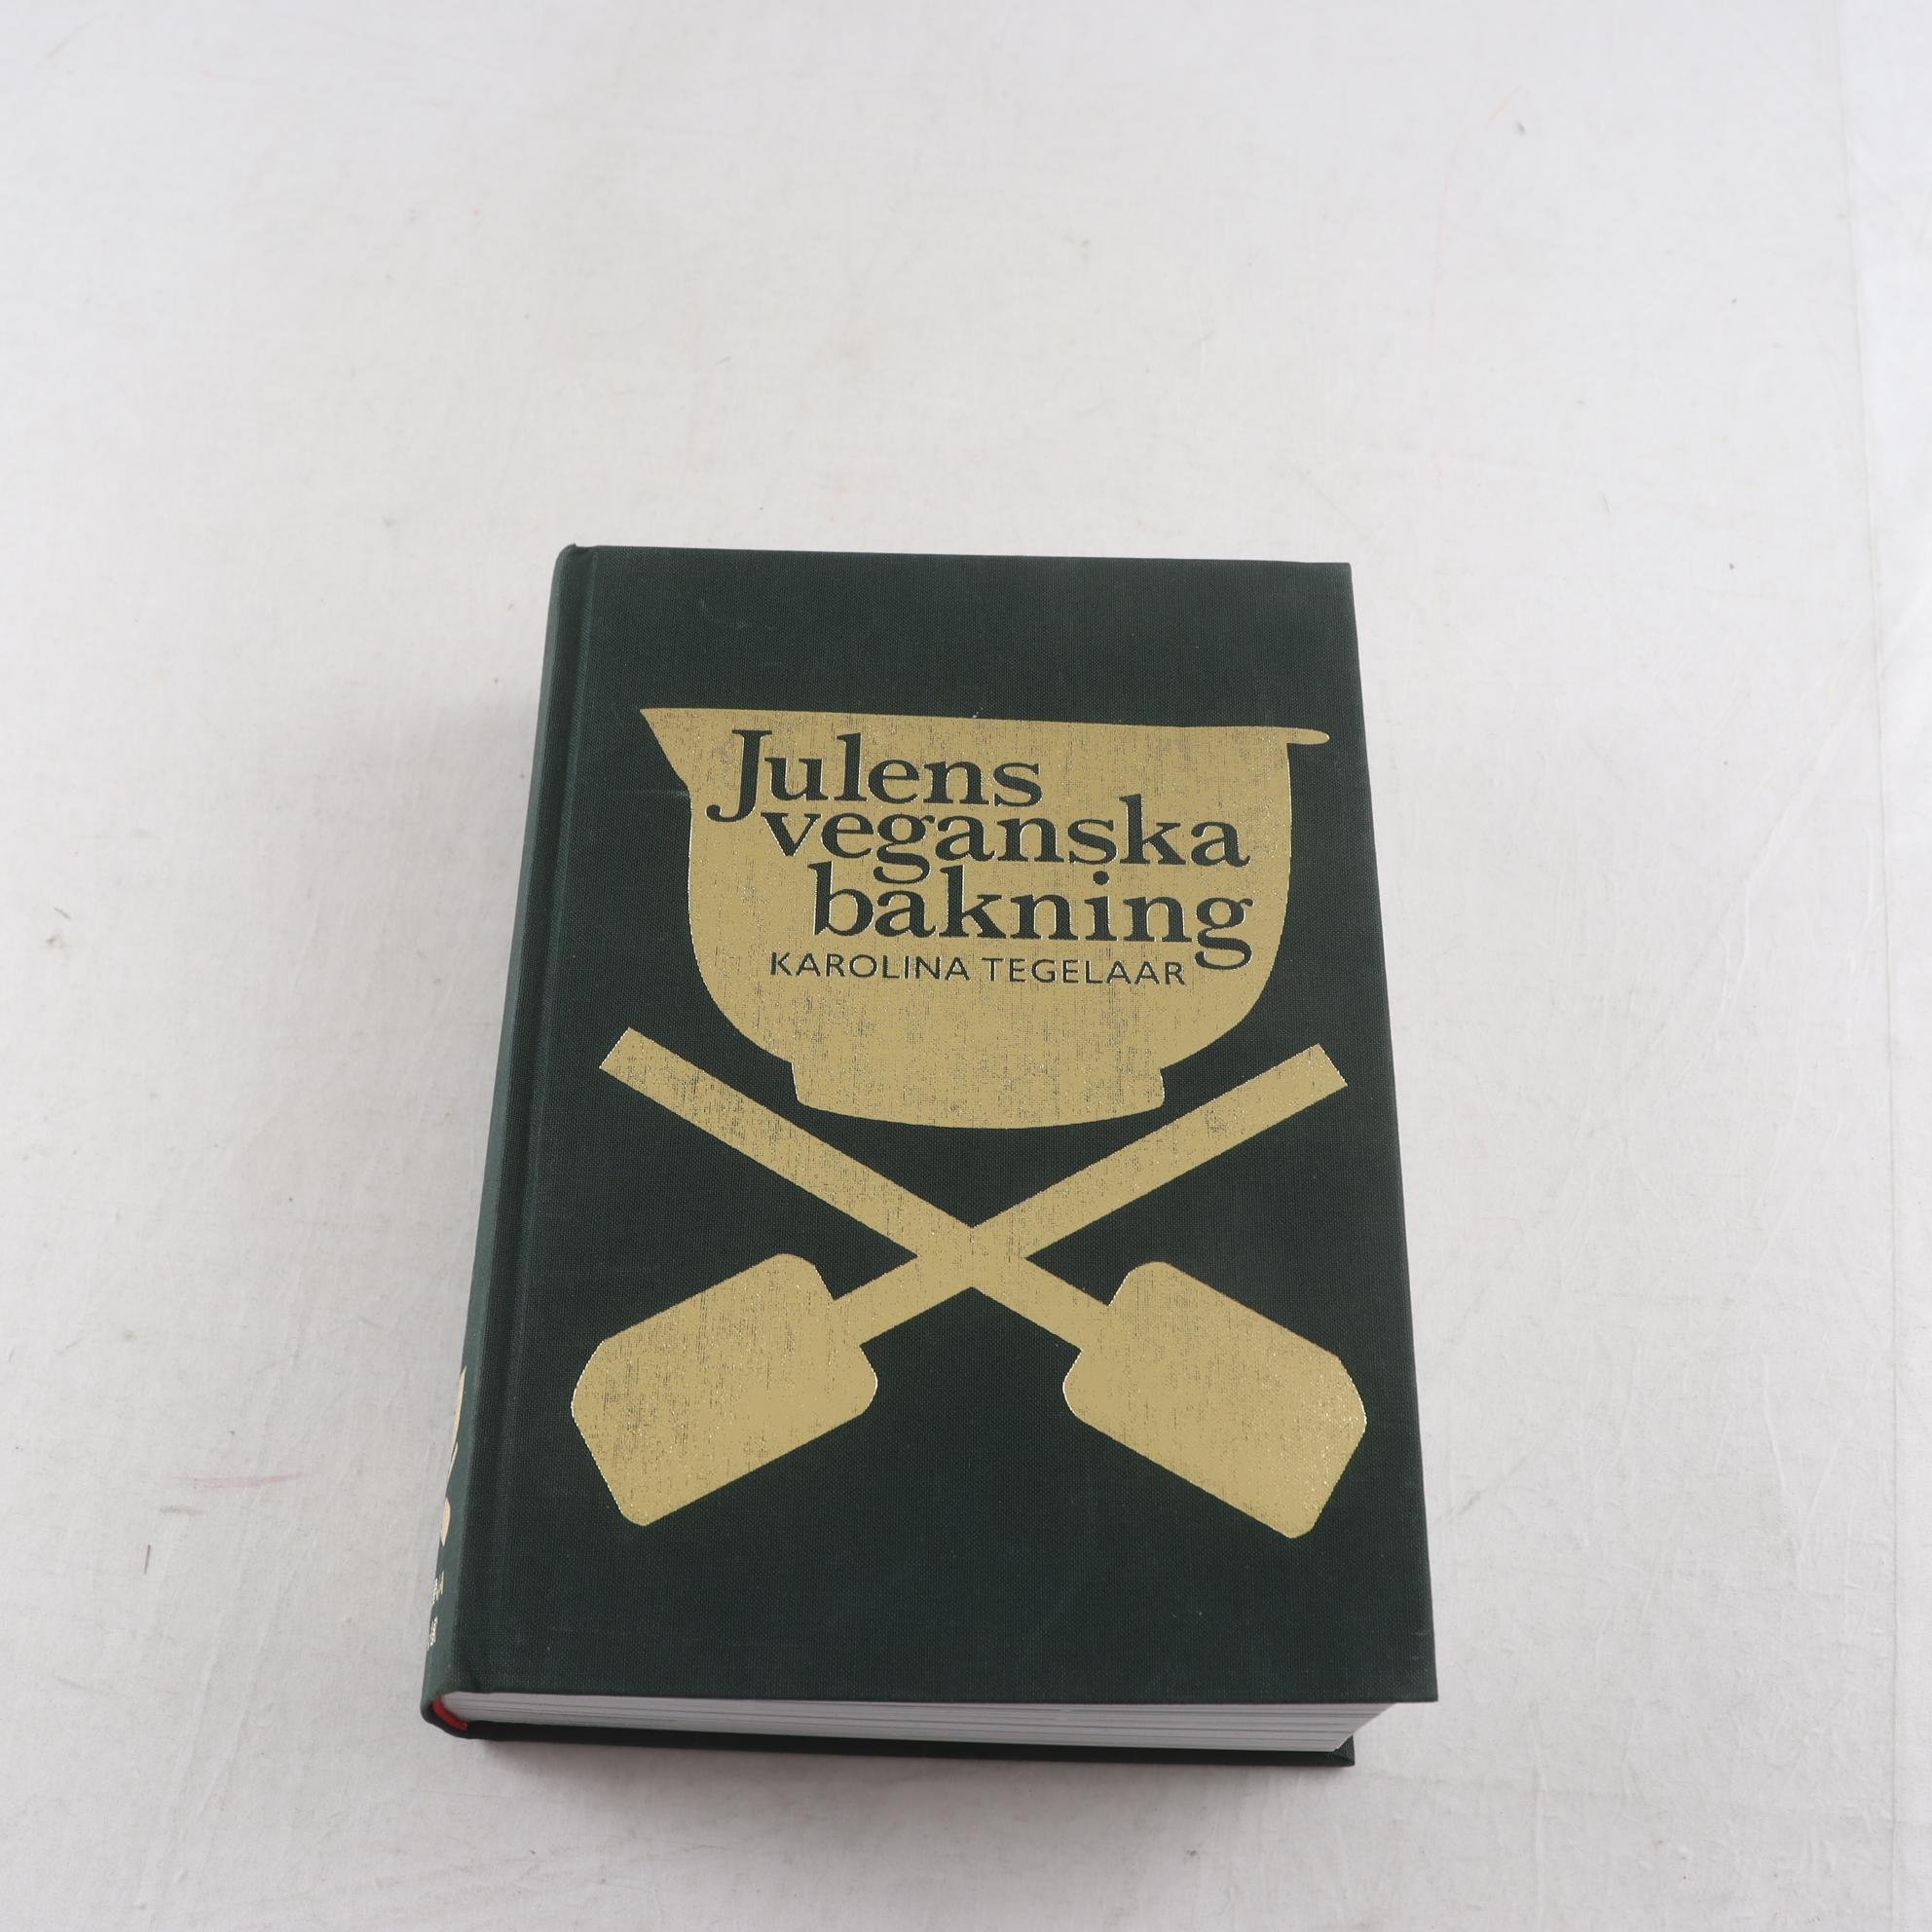 Julens
veganska
bakning
KAROLINA TEGELAAR